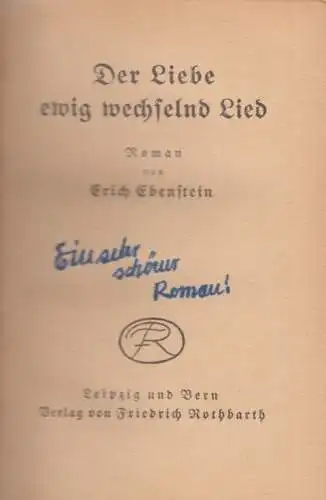 Der Liebe
ewig wechselnd Lied
Roman
von
Erich Ebenstein
Ein sehr
schöner
Roman!
R
Leipzig und Bern
Verlag von Friedrich Rothbarth